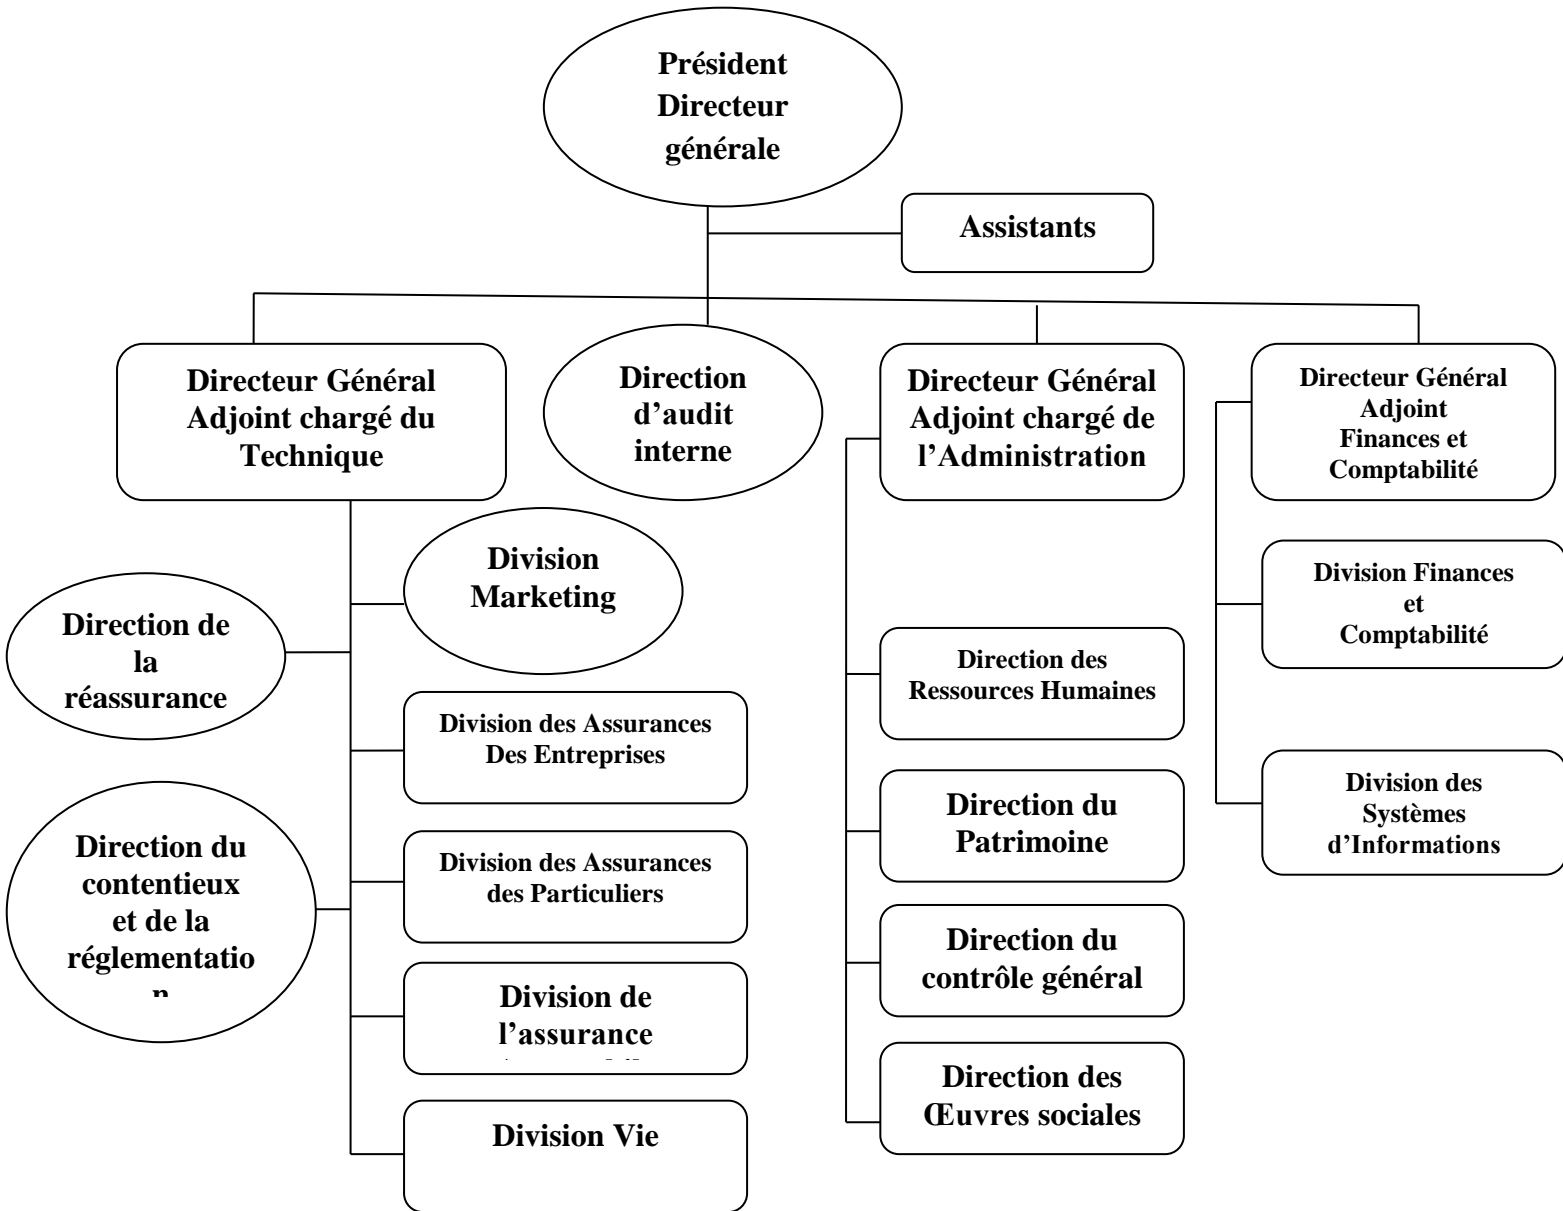 Président
Directeur
générale
Assistants
Directeur Général
Adjoint chargé du
Technique
Direction
d’audit
interne
Directeur Général
Adjoint chargé de
l’Administration
Directeur Général
Adjoint
Finances et
Comptabilité
Division
Marketing
Direction de
la
réassurance
Division des Assurances
Des Entreprises
Direction du
contentieux
et de la
réglementatio
n
Division des Assurances
des Particuliers
Division de
l’assurance
Division Vie
Direction des
Ressources Humaines
Direction du
Patrimoine
Direction du
contrôle général
Direction des
Œuvres sociales
Division Finances
et
Comptabilité
Division des
Systèmes
d’Informations